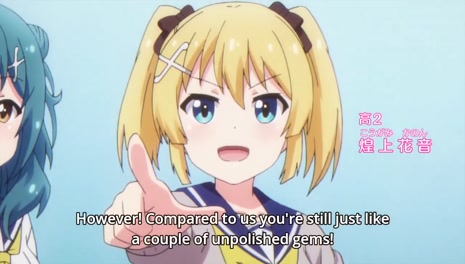 高2
こうがみ かのん
煌上花音
However! Compared to us you're still just like
a couple of unpolished gems!